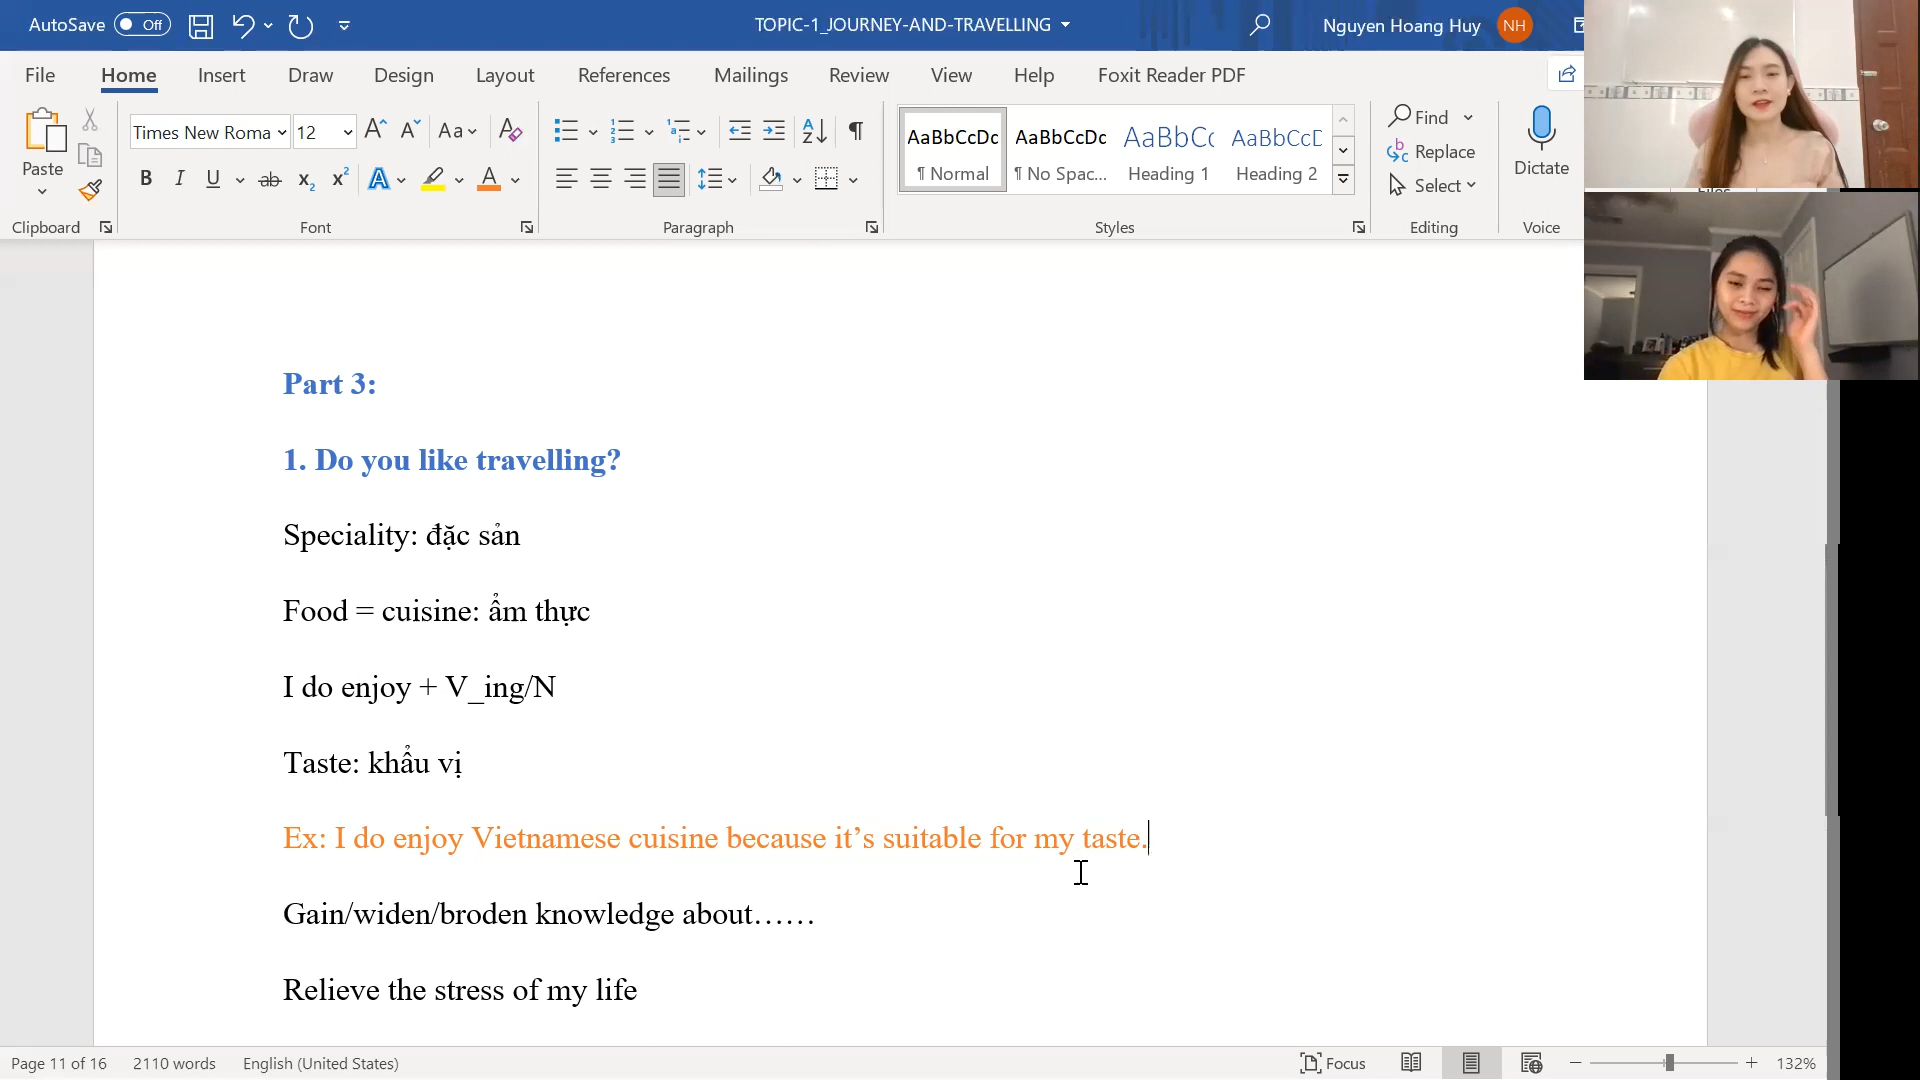 AutoSave Off TOPIC-1_JOURNEY-AND-TRAVELLING Nguyen Hoang Huy NH
File Home Insert Draw Design Layout References Mailings Review View Help Foxit Reader PDF
Paste
Times New Roma 12 Aa
B I U ab x2 x2 A A
AaBbCcDc AaBbCcDc AaBbCc AaBbCcD
¶ Normal ¶ No Spac... Heading 1 Heading 2
Find
Replace
Select
Dictate
Clipboard Font Paragraph Styles Editing Voice
Part 3:
1. Do you like travelling?
Speciality: đặc sản
Food = cuisine: ẩm thực
I do enjoy + V_ing/N
Taste: khẩu vị
Ex: I do enjoy Vietnamese cuisine because it’s suitable for my taste.
Gain/widen/broden knowledge about……
Relieve the stress of my life
Page 11 of 16 2110 words English (United States) Focus 132%